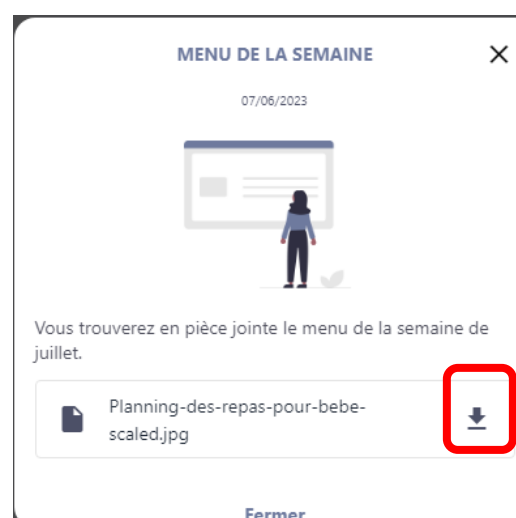 MENU DE LA SEMAINE
07/06/2023
Vous trouverez en pièce jointe le menu de la semaine de
juillet.
Planning-des-repas-pour-bebe-
scaled.jpg
Fermer